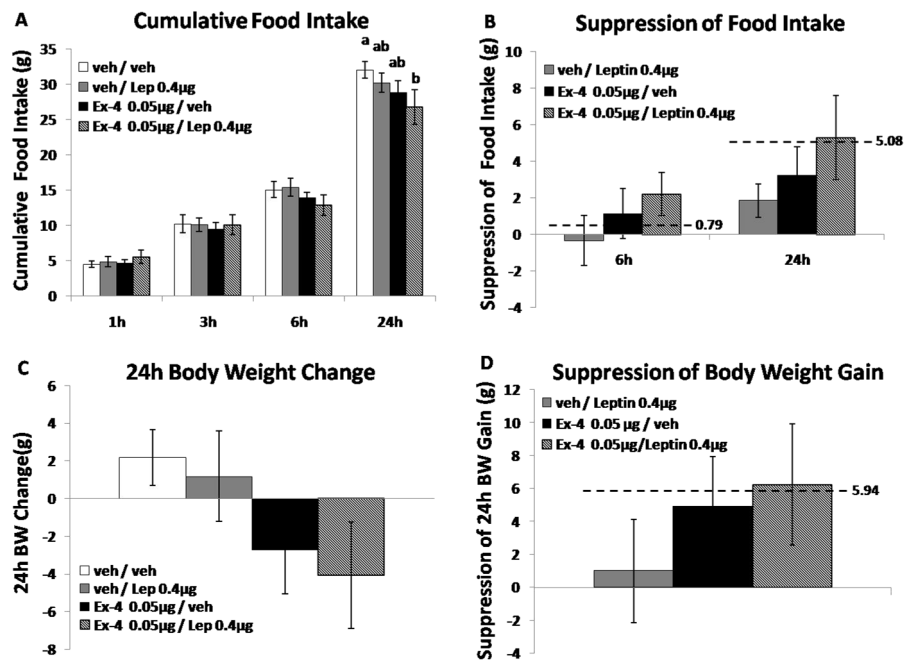 A
Cumulative Food Intake
Cumulative Food Intake (g)
35
30
25
20
15
10
5
0
veh / veh
veh / Lep 0.4µg
Ex-4 0.05µg / veh
Ex-4 0.05µg / Lep 0.4µg
a
ab
ab
b
1h
3h
6h
24h
B
Suppression of Food Intake
Suppression of Food Intake (g)
10
8
6
4
2
0
-2
-4
veh / Leptin 0.4µg
Ex-4 0.05µg / veh
Ex-4 0.05µg / Leptin 0.4µg
5.08
0.79
6h
24h
C
24h Body Weight Change
24h BW Change(g)
6
4
2
0
-2
-4
-6
-8
veh / veh
veh / Lep 0.4µg
Ex-4 0.05µg / veh
Ex-4 0.05µg / Lep 0.4µg
D
Suppression of Body Weight Gain
Suppression of 24h BW Gain (g)
12
10
8
6
4
2
0
-2
-4
veh / Leptin 0.4µg
Ex-4 0.05 µg / veh
Ex-4 0.05µg/Leptin 0.4µg
5.94